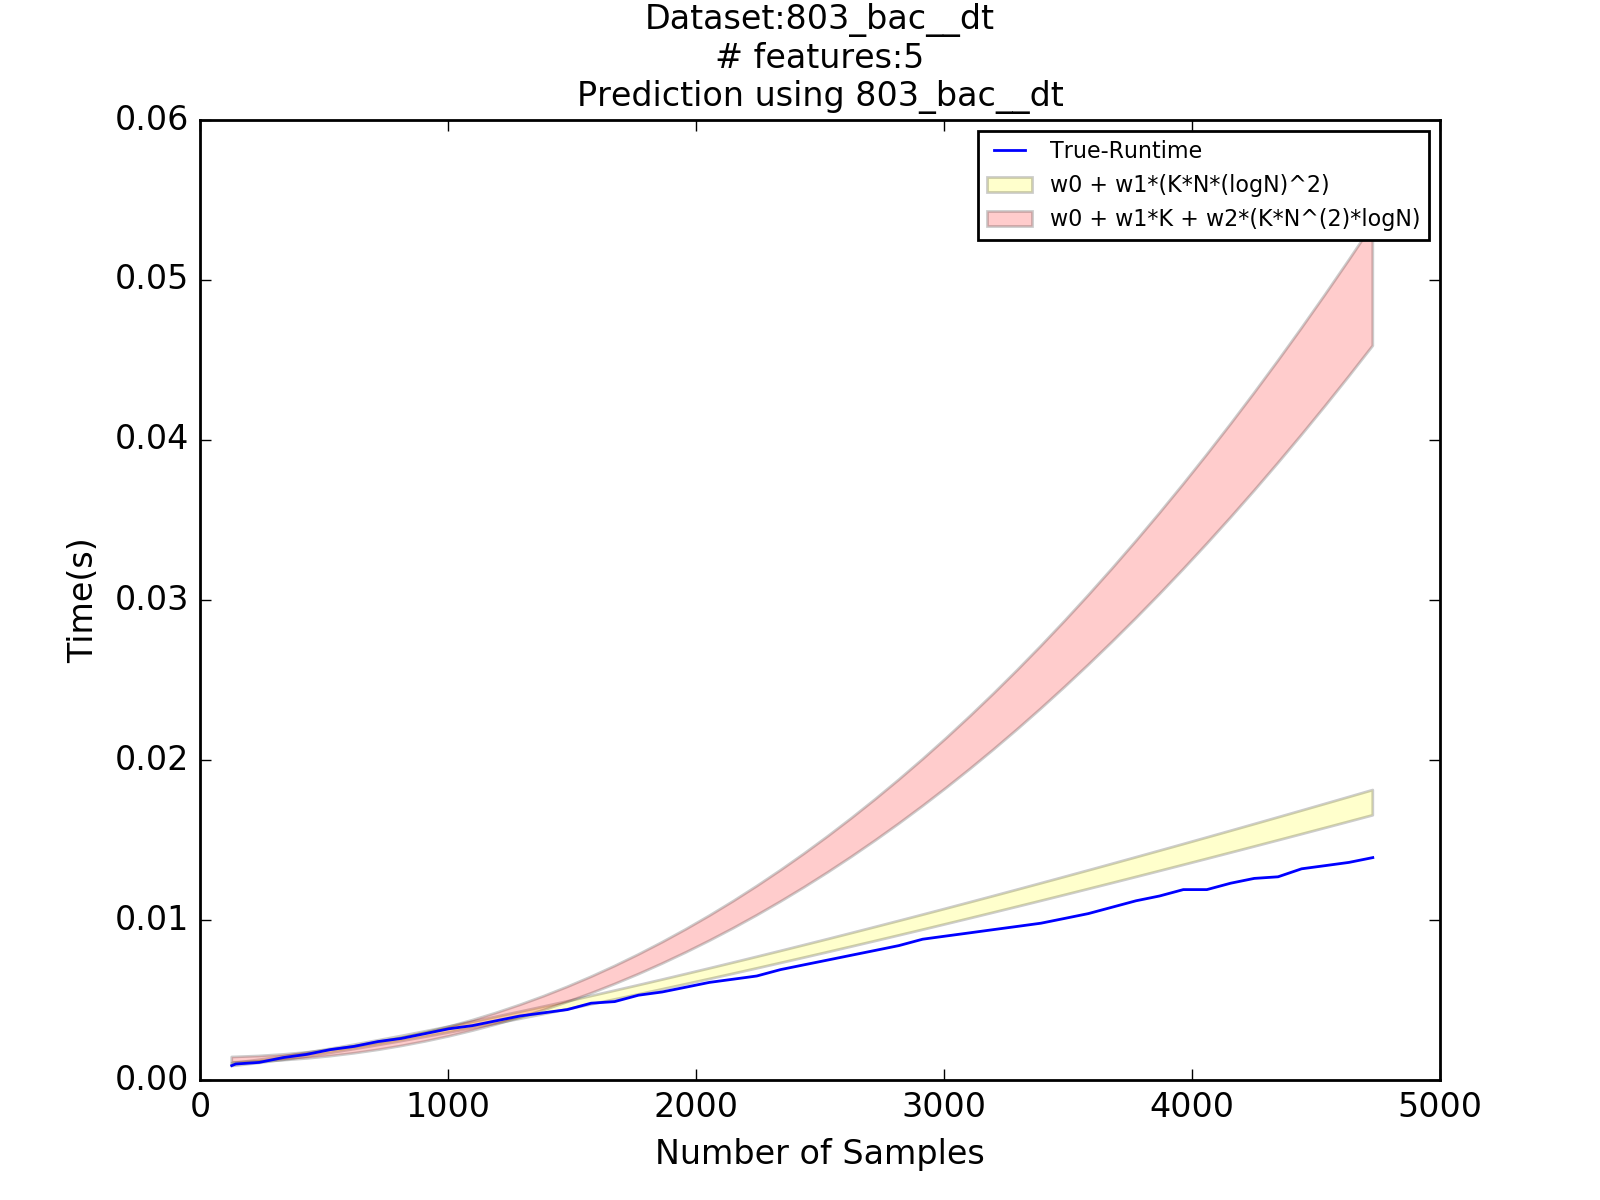 Dataset:803_bac__dt
# features:5
Prediction using 803_bac__dt
True-Runtime
w0 + w1*(K*N*(logN)^2)
w0 + w1*K + w2*(K*N^(2)*logN)
0.06
0.05
0.04
0.03
0.02
0.01
0.00
Time(s)
0 1000 2000 3000 4000 5000
Number of Samples